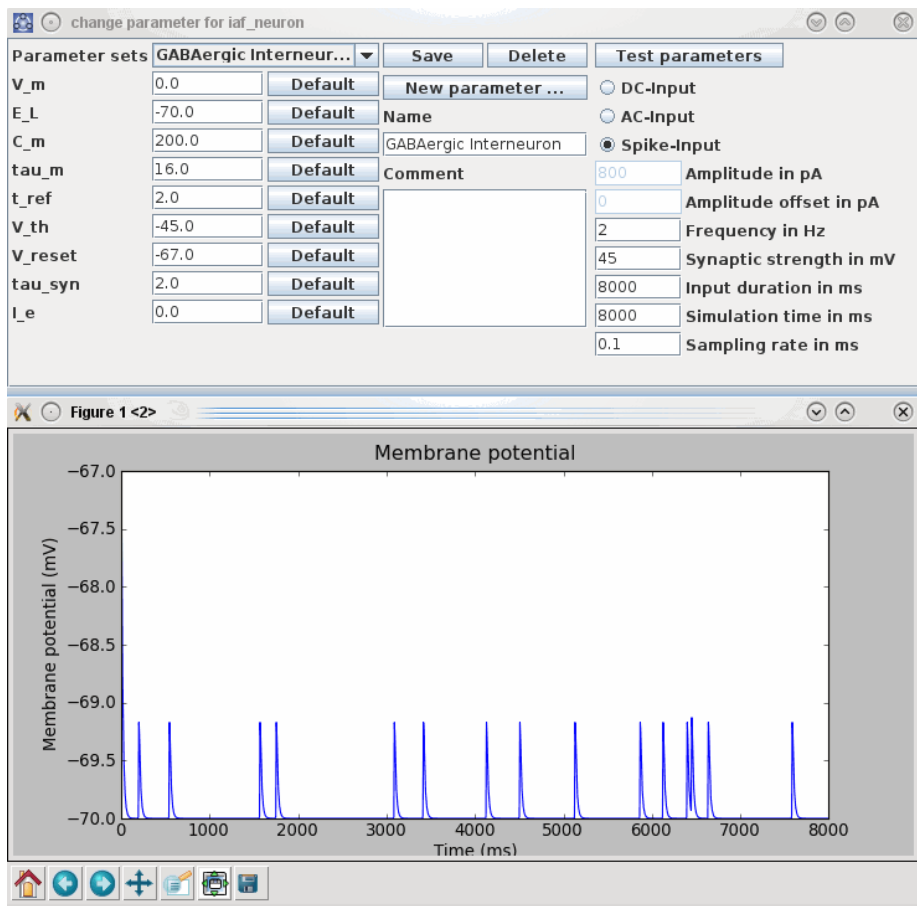 change parameter for iaf_neuron
Parameter sets GABAergic Interneur... Save Delete Test parameters
V_m 0.0 Default New parameter ... DC-Input
E_L -70.0 Default Name AC-Input
C_m 200.0 Default GABAergic Interneuron Spike-Input
tau_m 16.0 Default Comment 800 Amplitude in pA
t_ref 2.0 Default 0 Amplitude offset in pA
V_th -45.0 Default 2 Frequency in Hz
V_reset -67.0 Default 45 Synaptic strength in mV
tau_syn 2.0 Default 8000 Input duration in ms
I_e 0.0 Default 8000 Simulation time in ms
0.1 Sampling rate in ms
Figure 1 <2>
Membrane potential
−67.0
−67.5
−68.0
−68.5
−69.0
−69.5
−70.0
Membrane potential (mV)
0 1000 2000 3000 4000 5000 6000 7000 8000
Time (ms)